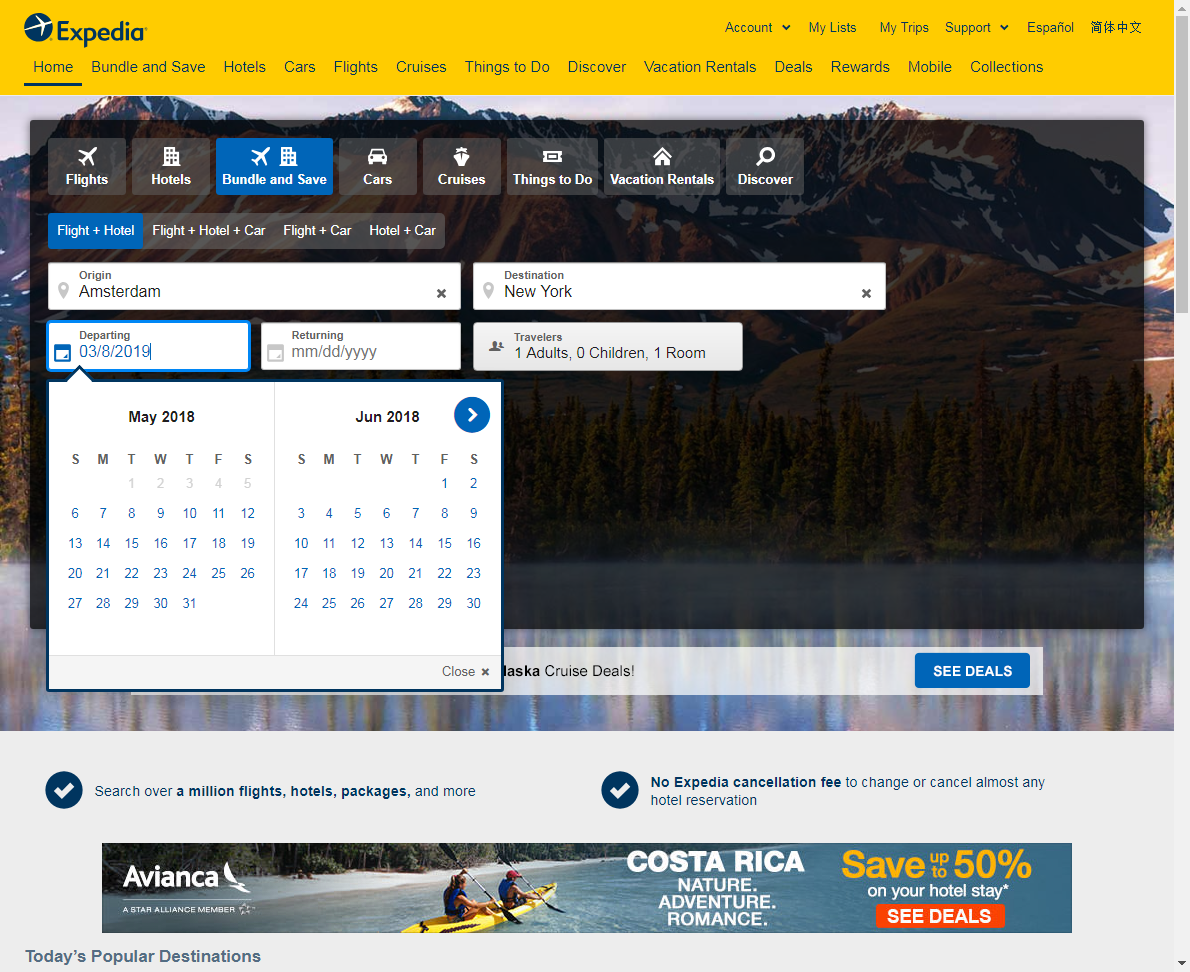 Expedia
Account My Lists My Trips Support Español 简体中文
Home Bundle and Save Hotels Cars Flights Cruises Things to Do Discover Vacation Rentals Deals Rewards Mobile Collections
Flights Hotels Bundle and Save Cars Cruises Things to Do Vacation Rentals Discover
Flight + Hotel Flight + Hotel + Car Flight + Car Hotel + Car
Origin
Amsterdam
Destination
New York
Departing
03/8/2019
Returning
mm/dd/yyyy
Travelers
1 Adults, 0 Children, 1 Room
May 2018
S M T W T F S
1 2 3 4 5
6 7 8 9 10 11 12
13 14 15 16 17 18 19
20 21 22 23 24 25 26
27 28 29 30 31
Jun 2018
S M T W T F S
1 2
3 4 5 6 7 8 9
10 11 12 13 14 15 16
17 18 19 20 21 22 23
24 25 26 27 28 29 30
Close
laska Cruise Deals!
SEE DEALS
Search over a million flights, hotels, packages, and more
No Expedia cancellation fee to change or cancel almost any
hotel reservation
Avianca
A STAR ALLIANCE MEMBER
COSTA RICA
NATURE.
ADVENTURE.
ROMANCE.
Save up to 50%
on your hotel stay*
SEE DEALS
Today's Popular Destinations